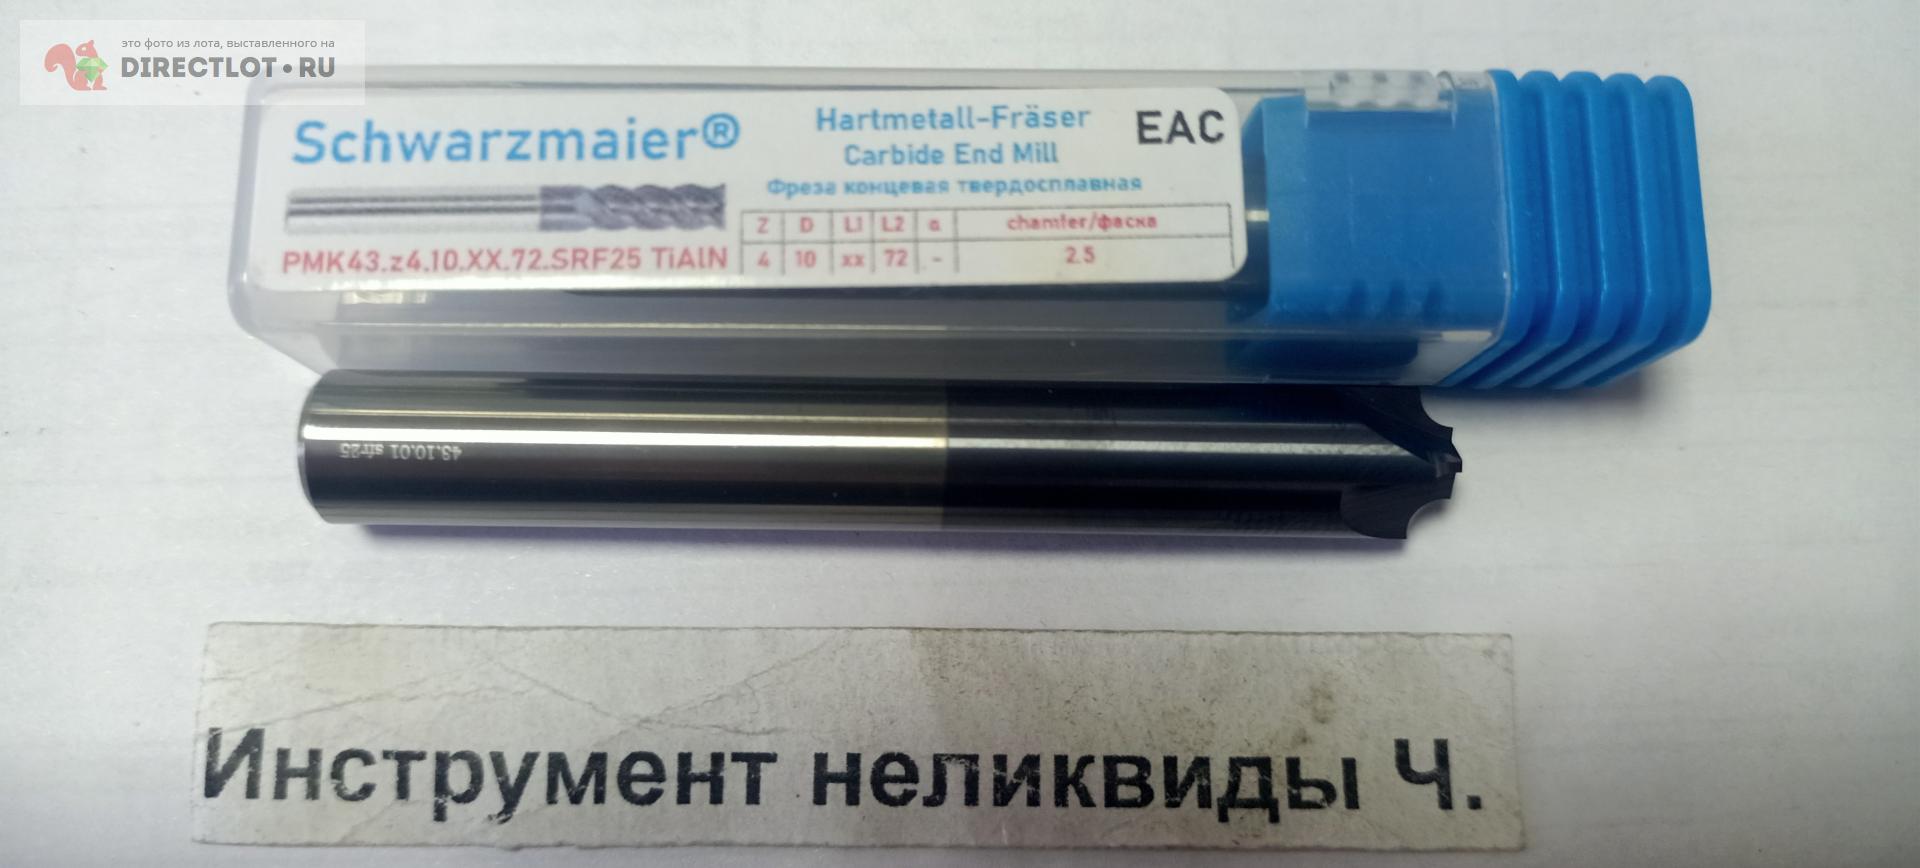 это фото из лота, выставленного на
DIRECTLOT.RU
Schwarzmaier®
Hartmetall-Fräser
Carbide End Mill
Фреза концевая твердосплавная
EAC
Z D L1 L2 α chamfer/фаска
4 10 xx 72 - 2.5
PMK43.z4.10.XX.72.SRF25 TiAlN
43.10.01 sfr25
Инструмент неликвиды Ч.